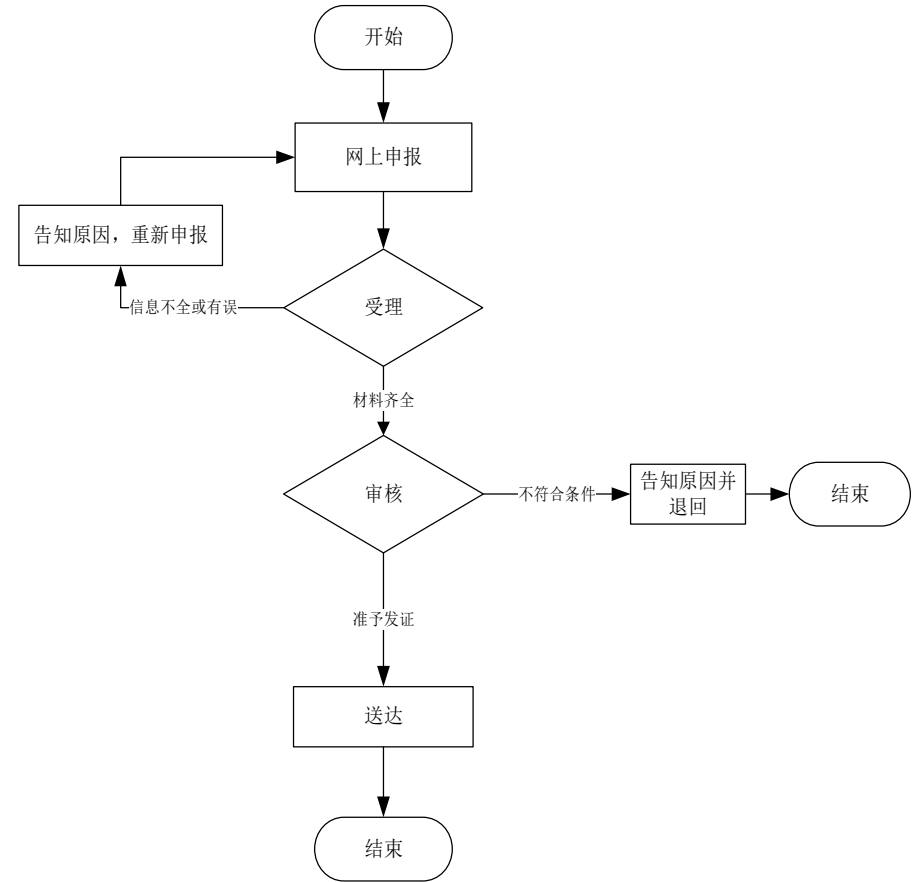 开始
网上申报
告知原因，重新申报
信息不全或有误
受理
材料齐全
审核
不符合条件
告知原因并
退回
结束
准予发证
送达
结束